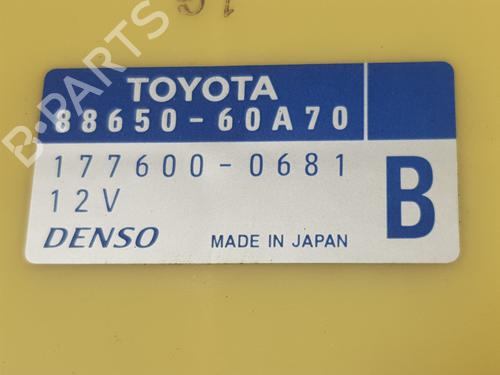 TOYOTA
88650-60A70
177600-0681
12V
B
DENSO
MADE IN JAPAN
B-PARTS